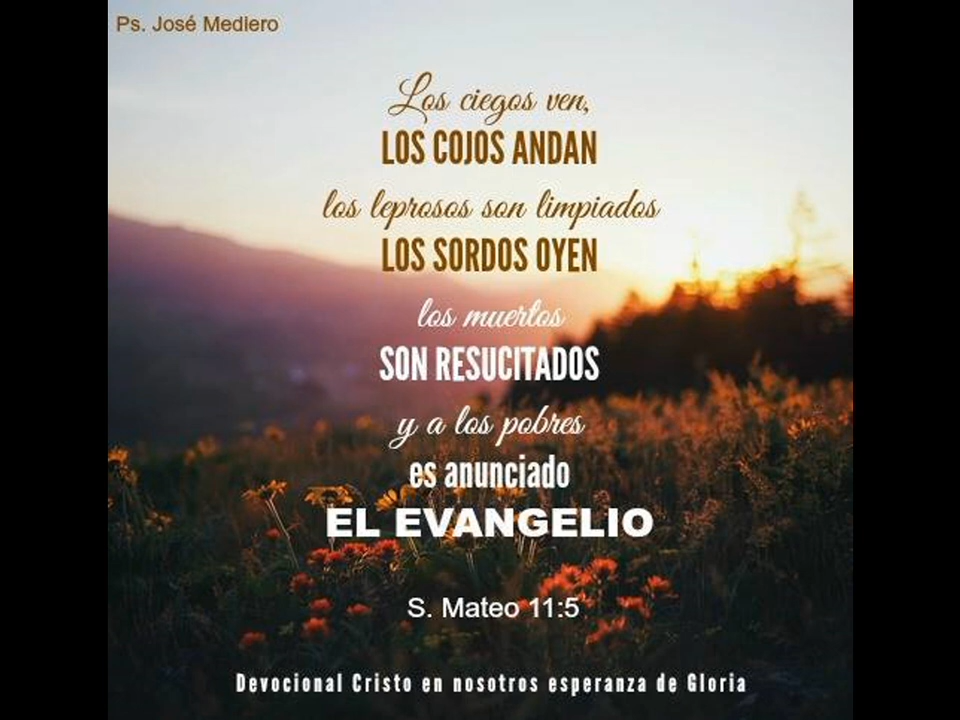 Ps. José Mediero
Los ciegos ven,
LOS COJOS ANDAN
los leprosos son limpiados
LOS SORDOS OYEN
los muertos
SON RESUCITADOS
y a los pobres
es anunciado
EL EVANGELIO
S. Mateo 11:5
Devocional Cristo en nosotros esperanza de Gloria